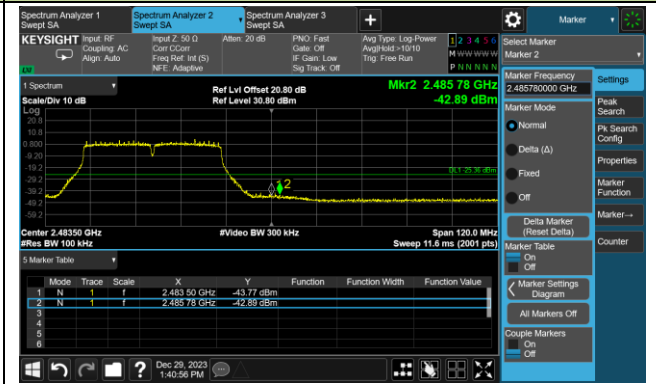 Spectrum Analyzer 1
Swept SA
Spectrum Analyzer 2
Swept SA
Spectrum Analyzer 3
Swept SA
+
Marker
KEYSIGHT
Input: RF
Coupling: AC
Align: Auto
Input Z: 50 Ω
Corr CCorr
Freq Ref: Int (S)
NFE: Adaptive
Atten: 20 dB
PNO: Fast
Gate: Off
IF Gain: Low
Sig Track: Off
Avg Type: Log-Power
Avg|Hold:>10/10
Trig: Free Run
1 2 3 4 5 6
M W W W W W
P N N N N N
Select Marker
Marker 2
1 Spectrum
Scale/Div 10 dB
Log
Ref Lvl Offset 20.80 dB
Ref Level 30.80 dBm
Mkr2 2.485 78 GHz
-42.89 dBm
20.8
10.8
0.800
-9.20
-19.2
-29.2
-39.2
-49.2
-59.2
DL1 -25.36 dBm
1 2
Center 2.48350 GHz
#Res BW 100 kHz
#Video BW 300 kHz
Span 120.0 MHz
Sweep 11.6 ms (2001 pts)
5 Marker Table
Mode Trace Scale X Y Function Function Width Function Value
1 N 1 f 2.483 50 GHz -43.77 dBm
2 N 1 f 2.485 78 GHz -42.89 dBm
3
4
5
6
Marker Frequency
2.485780000 GHz
Marker Mode
Normal
Delta (Δ)
Fixed
Off
Delta Marker
(Reset Delta)
Marker Table
On
Off
Marker Settings
Diagram
All Markers Off
Couple Markers
On
Off
Settings
Peak
Search
Pk Search
Config
Properties
Marker
Function
Marker→
Counter
?
Dec 29, 2023
1:40:56 PM